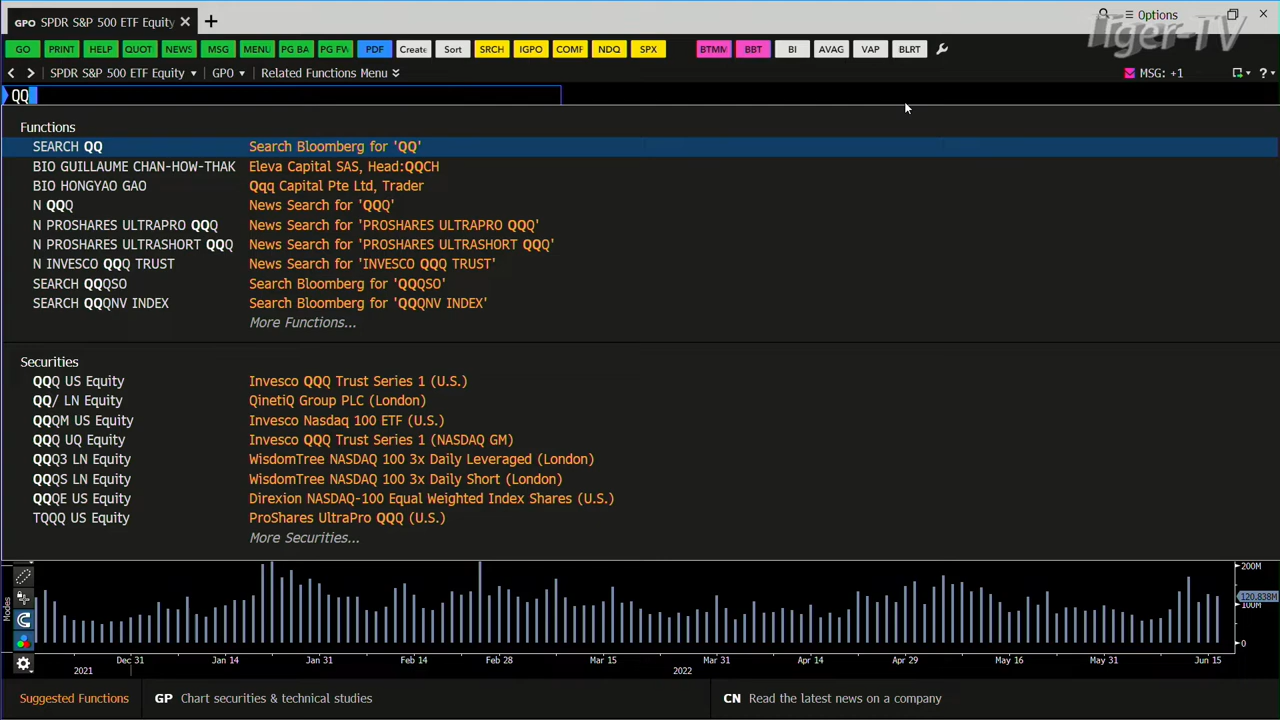 GPO SPDR S&P 500 ETF Equity
Options
Tiger-TV
GO PRINT HELP QUOT NEWS MSG MENU PG BA PG FW PDF Create Sort SRCH IGPO COMF NDQ SPX BTMM BBT BI AVAG VAP BLRT
SPDR S&P 500 ETF Equity GPO Related Functions Menu MSG: +1 ?
QQ
Functions
SEARCH QQ Search Bloomberg for 'QQ'
BIO GUILLAUME CHAN-HOW-THAK Eleva Capital SAS, Head:QQCH
BIO HONGYAO GAO Qqq Capital Pte Ltd, Trader
N QQQ News Search for 'QQQ'
N PROSHARES ULTRAPRO QQQ News Search for 'PROSHARES ULTRAPRO QQQ'
N PROSHARES ULTRASHORT QQQ News Search for 'PROSHARES ULTRASHORT QQQ'
N INVESCO QQQ TRUST News Search for 'INVESCO QQQ TRUST'
SEARCH QQQSO Search Bloomberg for 'QQQSO'
SEARCH QQQNV INDEX Search Bloomberg for 'QQQNV INDEX'
More Functions...
Securities
QQQ US Equity Invesco QQQ Trust Series 1 (U.S.)
QQ/ LN Equity QinetiQ Group PLC (London)
QQQM US Equity Invesco Nasdaq 100 ETF (U.S.)
QQQ UQ Equity Invesco QQQ Trust Series 1 (NASDAQ GM)
QQQ3 LN Equity WisdomTree NASDAQ 100 3x Daily Leveraged (London)
QQQS LN Equity WisdomTree NASDAQ 100 3x Daily Short (London)
QQQE US Equity Direxion NASDAQ-100 Equal Weighted Index Shares (U.S.)
TQQQ US Equity ProShares UltraPro QQQ (U.S.)
More Securities...
200M
120.838M
100M
0
Modes
Dec 31 Jan 14 Jan 31 Feb 14 Feb 28 Mar 15 Mar 31 Apr 14 Apr 29 May 16 May 31 Jun 15
2021 2022
Suggested Functions GP Chart securities & technical studies CN Read the latest news on a company